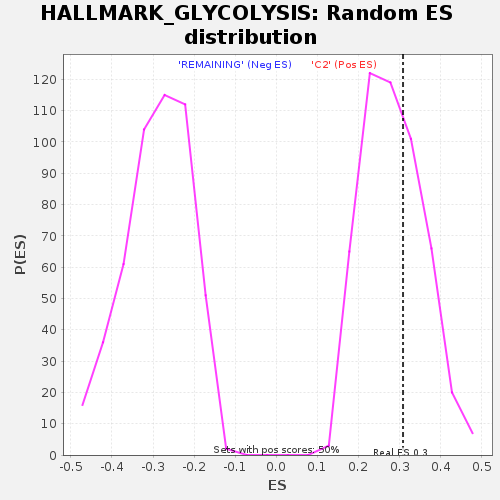 HALLMARK_GLYCOLYSIS: Random ES
distribution
'REMAINING' (Neg ES) 'C2' (Pos ES)
P(ES)
120
110
100
90
80
70
60
50
40
30
20
10
0
Sets with pos scores: 50%
Real ES 0.3
-0.5 -0.4 -0.3 -0.2 -0.1 0.0 0.1 0.2 0.3 0.4 0.5
ES